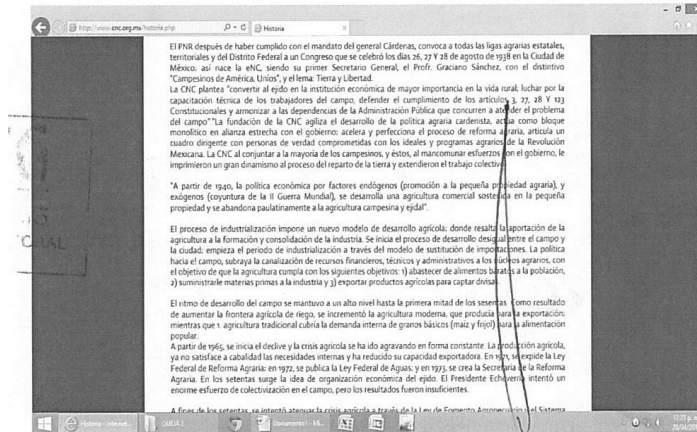 http://www.cnc.org.mx/historia.php
Historia
El PNR después de haber cumplido con el mandato del general Cárdenas, convoca a todas las ligas agrarias estatales,
territoriales y del Distrito Federal a un Congreso que se celebró los días 26, 27 Y 28 de agosto de 1938 en la Ciudad de
México; así nace la eNC, siendo su primer Secretario General, el Profr. Graciano Sánchez, con el distintivo
"Campesinos de América, Uníos", y el lema: Tierra y Libertad.
La CNC plantea "convertir al ejido en la institución económica de mayor importancia en la vida rural, luchar por la
capacitación técnica de los trabajadores del campo, defender el cumplimiento de los artículos 3, 27, 28 Y 123
Constitucionales y armonizar a las dependencias de la Administración Pública que concurren a atender el problema
del campo"."La fundación de la CNC agiliza el desarrollo de la política agraria cardenista, actúa como bloque
monolítico en alianza estrecha con el gobierno: acelera y perfecciona el proceso de reforma agraria, articula un
cuadro dirigente con personas de verdad comprometidas con los ideales y programas agrarios de la Revolución
Mexicana. La CNC al conjuntar a la mayoría de los campesinos, y éstos, al mancomunar esfuerzos con el gobierno, le
imprimieron un gran dinamismo al proceso del reparto de la tierra y extendieron el trabajo colectivo.
"A partir de 1940, la política económica por factores endógenos (promoción a la pequeña propiedad agraria), y
exógenos (coyuntura de la II Guerra Mundial), se desarrolla una agricultura comercial sostenida en la pequeña
propiedad y se abandona paulatinamente a la agricultura campesina y ejidal".
El proceso de industrialización impone un nuevo modelo de desarrollo agrícola; donde resalta la aportación de la
agricultura a la formación y consolidación de la industria. Se inicia el proceso de desarrollo desigual entre el campo y
la ciudad; empieza el periodo de industrialización a través del modelo de sustitución de importaciones. La política
hacia el campo, subraya la canalización de recursos financieros, técnicos y administrativos a los núcleos agrarios, con
el objetivo de que la agricultura cumpla con los siguientes objetivos: 1) abastecer de alimentos baratos a la población,
2) suministrarle materias primas a la industria y 3) exportar productos agrícolas para captar divisas.
El ritmo de desarrollo del campo se mantuvo a un alto nivel hasta la primera mitad de los sesentas. Como resultado
de aumentar la frontera agrícola de riego, se incrementó la agricultura moderna, que producía para la exportación;
mientras que 1. agricultura tradicional cubría la demanda interna de granos básicos (maíz y frijol) para la alimentación
popular.
A partir de 1965, se inicia el declive y la crisis agrícola se ha ido agravando en forma constante. La producción agrícola,
ya no satisface a cabalidad las necesidades internas y ha reducido su capacidad exportadora. En 1971, se expide la Ley
Federal de Reforma Agraria; en 1972, se publica la Ley Federal de Aguas; y en 1973, se crea la Secretaría de la Reforma
Agraria. En los setentas surge la idea de organización económica del ejido. El Presidente Echeverría intentó un
enorme esfuerzo de colectivización en el campo, pero los resultados fueron insuficientes.
A fines de los setentas, se intentó atenuar la crisis agrícola a través de la Ley de Fomento Agropecuario y el Sistema
Historia - Internet...
QUEJA 2
Documento1 - Mi...
12:23 p.m.